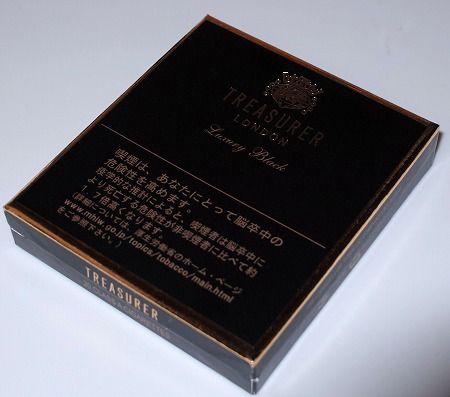 TREASURER
LONDON
Luxury Black
喫煙は、あなたにとって脳卒中の
危険性を高めます。
疫学的な推計によると、喫煙者は脳卒中に
より死亡する危険性が非喫煙者に比べて約
1.7倍高くなります。
(詳細については、厚生労働省のホーム・ページ
www.mhlw.go.jp/topics/tobacco/main.html
をご参照下さい。)
TREASURER
CIGARETTES